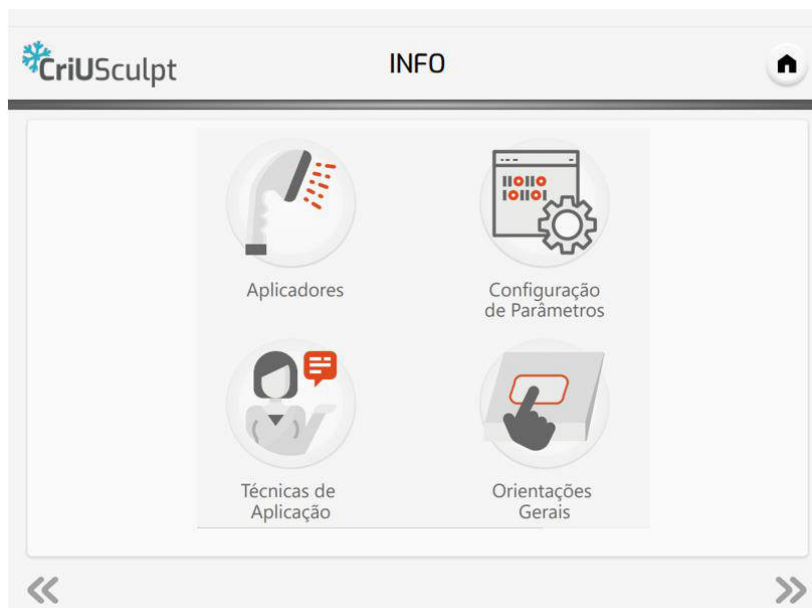 CriUSculpt
INFO
Aplicadores
Configuração
de Parâmetros
Técnicas de
Aplicação
Orientações
Gerais